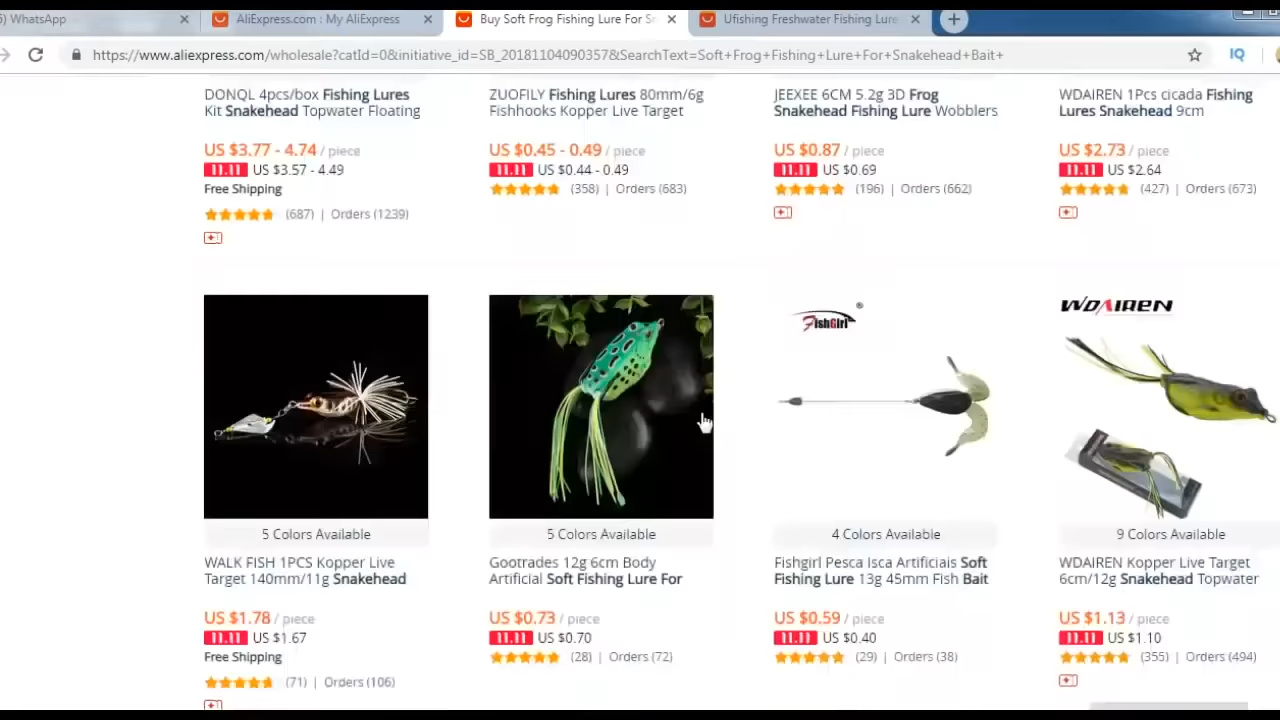 WhatsApp
AliExpress.com : My AliExpress
Buy Soft Frog Fishing Lure For Sn
Ufishing Freshwater Fishing Lure
https://www.aliexpress.com/wholesale?catId=0&initiative_id=SB_20181104090357&SearchText=Soft+Frog+Fishing+Lure+For+Snakehead+Bait+
IQ
DONQL 4pcs/box Fishing Lures
Kit Snakehead Topwater Floating
US $3.77 - 4.74 / piece
11.11 US $3.57 - 4.49
Free Shipping
(687) | Orders (1239)
ZUOFILY Fishing Lures 80mm/6g
Fishhooks Kopper Live Target
US $0.45 - 0.49 / piece
11.11 US $0.44 - 0.49
(358) | Orders (683)
JEEXEE 6CM 5.2g 3D Frog
Snakehead Fishing Lure Wobblers
US $0.87 / piece
11.11 US $0.69
(196) | Orders (662)
WDAIREN 1Pcs cicada Fishing
Lures Snakehead 9cm
US $2.73 / piece
11.11 US $2.64
(427) | Orders (673)
5 Colors Available
WALK FISH 1PCS Kopper Live
Target 140mm/11g Snakehead
US $1.78 / piece
11.11 US $1.67
Free Shipping
(71) | Orders (106)
5 Colors Available
Gootrades 12g 6cm Body
Artificial Soft Fishing Lure For
US $0.73 / piece
11.11 US $0.70
(28) | Orders (72)
FishGirl ®
4 Colors Available
Fishgirl Pesca Isca Artificiais Soft
Fishing Lure 13g 45mm Fish Bait
US $0.59 / piece
11.11 US $0.40
(29) | Orders (38)
WDAIREN
9 Colors Available
WDAIREN Kopper Live Target
6cm/12g Snakehead Topwater
US $1.13 / piece
11.11 US $1.10
(355) | Orders (494)